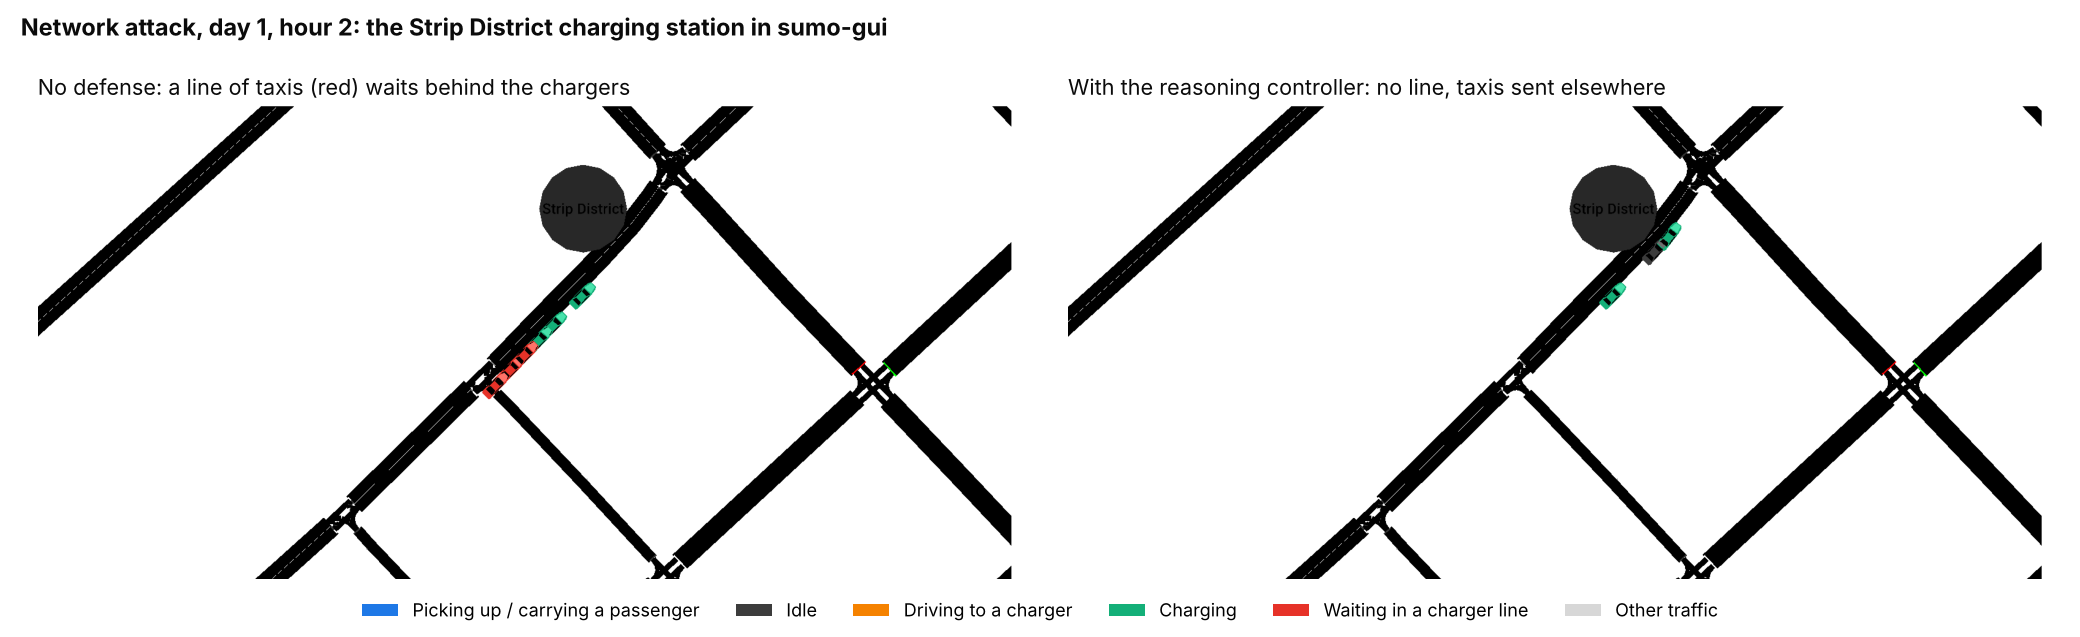 Network attack, day 1, hour 2: the Strip District charging station in sumo-gui
No defense: a line of taxis (red) waits behind the chargers
With the reasoning controller: no line, taxis sent elsewhere
Strip District
Strip District
Picking up / carrying a passenger
Idle
Driving to a charger
Charging
Waiting in a charger line
Other traffic